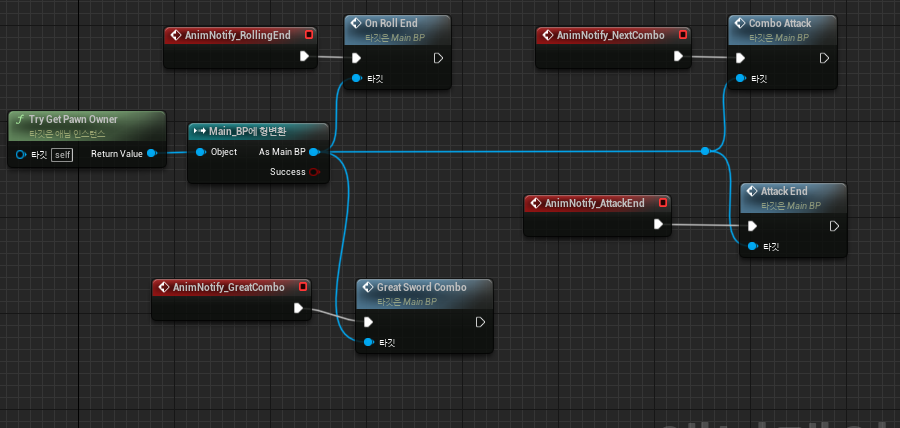 AnimNotify_RollingEnd
On Roll End
타깃은 Main BP
타깃
AnimNotify_NextCombo
Combo Attack
타깃은 Main BP
타깃
f Try Get Pawn Owner
타깃은 애님 인스턴스
타깃 self Return Value
Main_BP에 형변환
Object As Main BP
Success
AnimNotify_AttackEnd
Attack End
타깃은 Main BP
타깃
AnimNotify_GreatCombo
Great Sword Combo
타깃은 Main BP
타깃